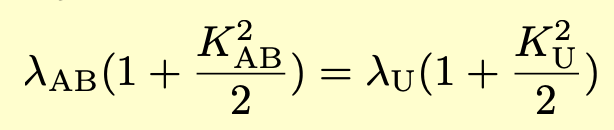 λ_AB(1 + K_AB^2/2) = λ_U(1 + K_U^2/2)